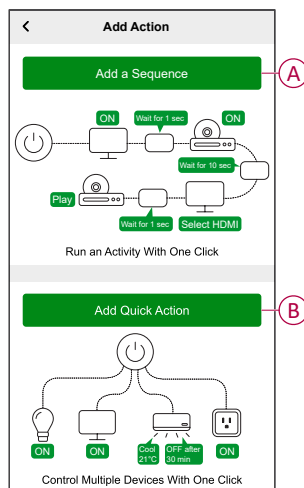 Add Action
Add a Sequence
A
ON
Wait for 1 sec
ON
Wait for 10 sec
Play
Wait for 1 sec
Select HDMI
Run an Activity With One Click
Add Quick Action
B
ON
ON
Cool
21°C
OFF after
30 min
ON
Control Multiple Devices With One Click